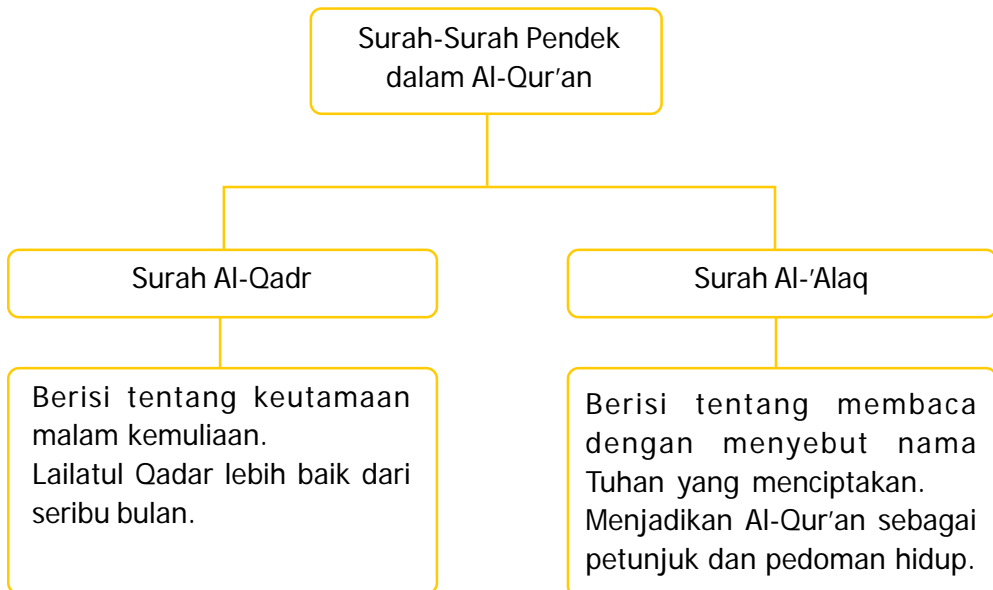 Surah-Surah Pendek
dalam Al-Qur'an
Surah Al-Qadr
Surah Al-'Alaq
Berisi tentang keutamaan
malam kemuliaan.
Lailatul Qadar lebih baik dari
seribu bulan.
Berisi tentang membaca
dengan menyebut nama
Tuhan yang menciptakan.
Menjadikan Al-Qur'an sebagai
petunjuk dan pedoman hidup.